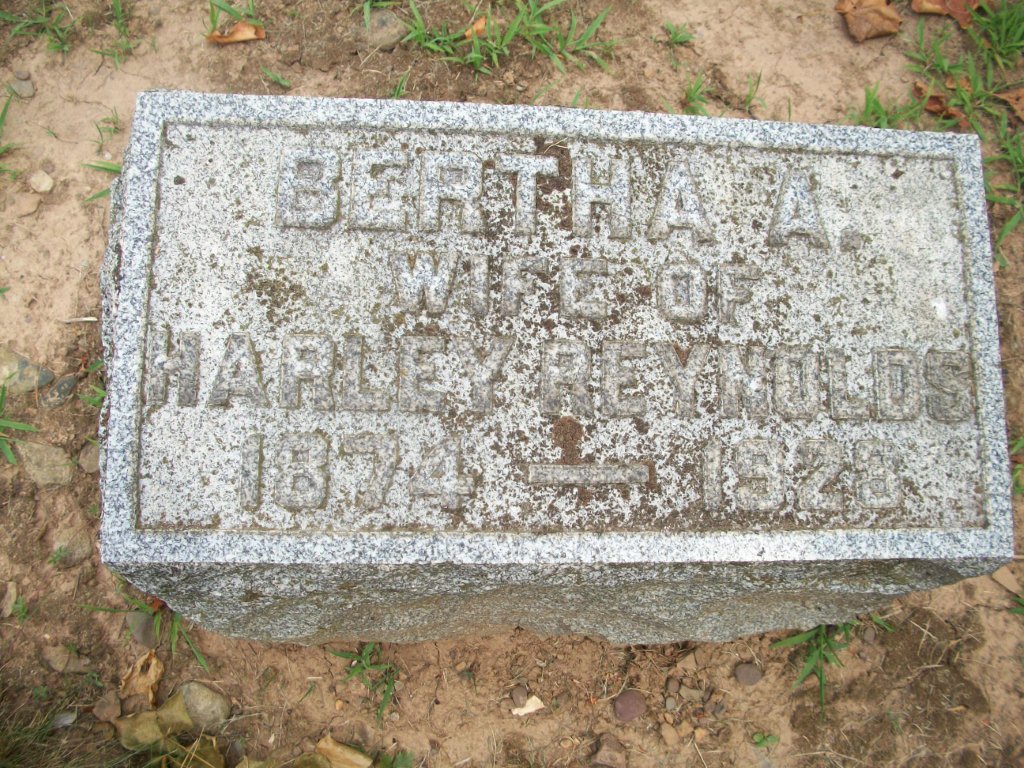 BERTHA A.
WIFE OF
HARLEY REYNOLDS
1874 — 1928